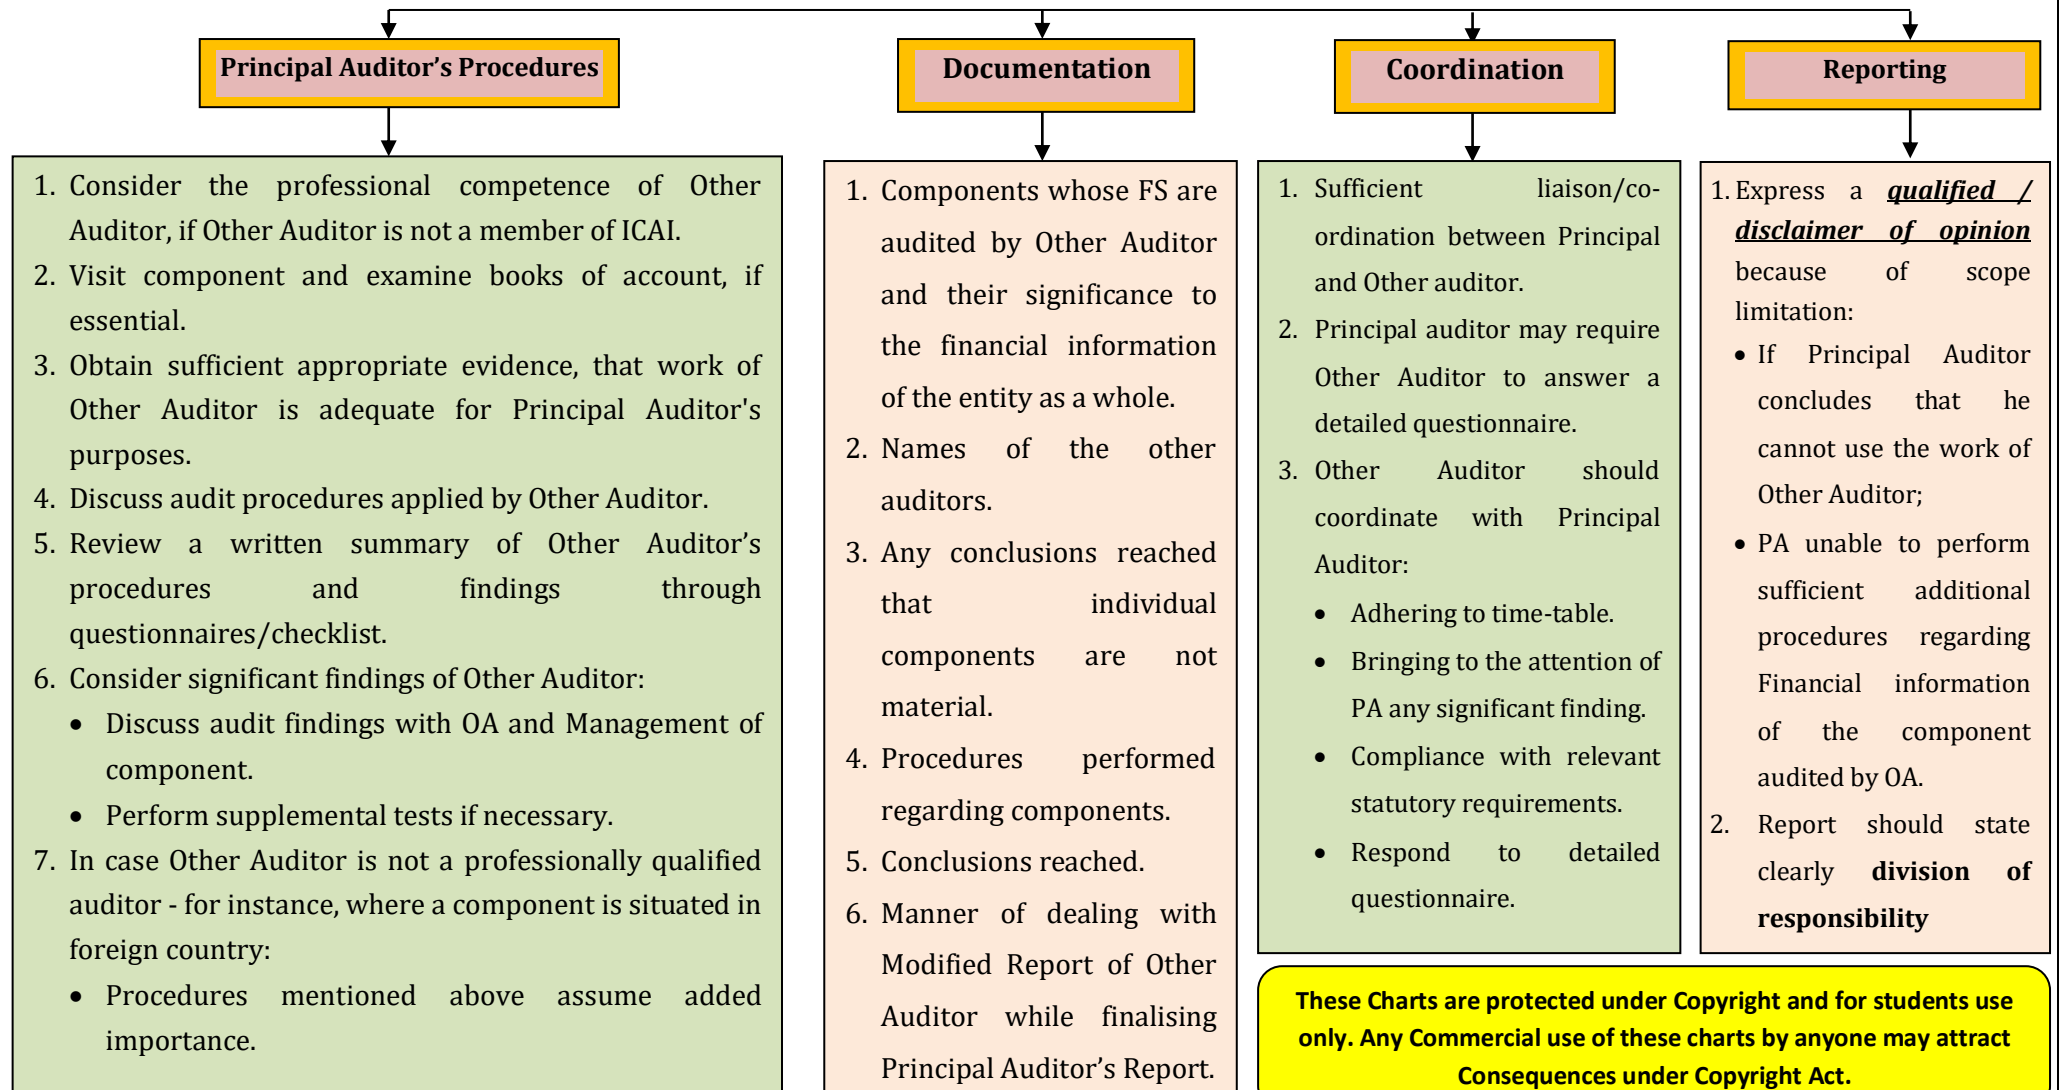 Principal Auditor's Procedures
1. Consider the professional competence of Other
Auditor, if Other Auditor is not a member of ICAI.
2. Visit component and examine books of account, if
essential.
3. Obtain sufficient appropriate evidence, that work of
Other Auditor is adequate for Principal Auditor's
purposes.
4. Discuss audit procedures applied by Other Auditor.
5. Review a written summary of Other Auditor's
procedures and findings through
questionnaires/checklist.
6. Consider significant findings of Other Auditor:
• Discuss audit findings with OA and Management of
component.
• Perform supplemental tests if necessary.
7. In case Other Auditor is not a professionally qualified
auditor - for instance, where a component is situated in
foreign country:
• Procedures mentioned above assume added
importance.
Documentation
1. Components whose FS are
audited by Other Auditor
and their significance to
the financial information
of the entity as a whole.
2. Names of the other
auditors.
3. Any conclusions reached
that individual
components are not
material.
4. Procedures performed
regarding components.
5. Conclusions reached.
6. Manner of dealing with
Modified Report of Other
Auditor while finalising
Principal Auditor's Report.
Coordination
1. Sufficient liaison/co-
ordination between Principal
and Other auditor.
2. Principal auditor may require
Other Auditor to answer a
detailed questionnaire.
3. Other Auditor should
coordinate with Principal
Auditor:
• Adhering to time-table.
• Bringing to the attention of
PA any significant finding.
• Compliance with relevant
statutory requirements.
• Respond to detailed
questionnaire.
Reporting
1. Express a qualified /
disclaimer of opinion
because of scope
limitation:
• If Principal Auditor
concludes that he
cannot use the work of
Other Auditor;
• PA unable to perform
sufficient additional
procedures regarding
Financial information
of the component
audited by OA.
2. Report should state
clearly division of
responsibility
These Charts are protected under Copyright and for students use
only. Any Commercial use of these charts by anyone may attract
Consequences under Copyright Act.